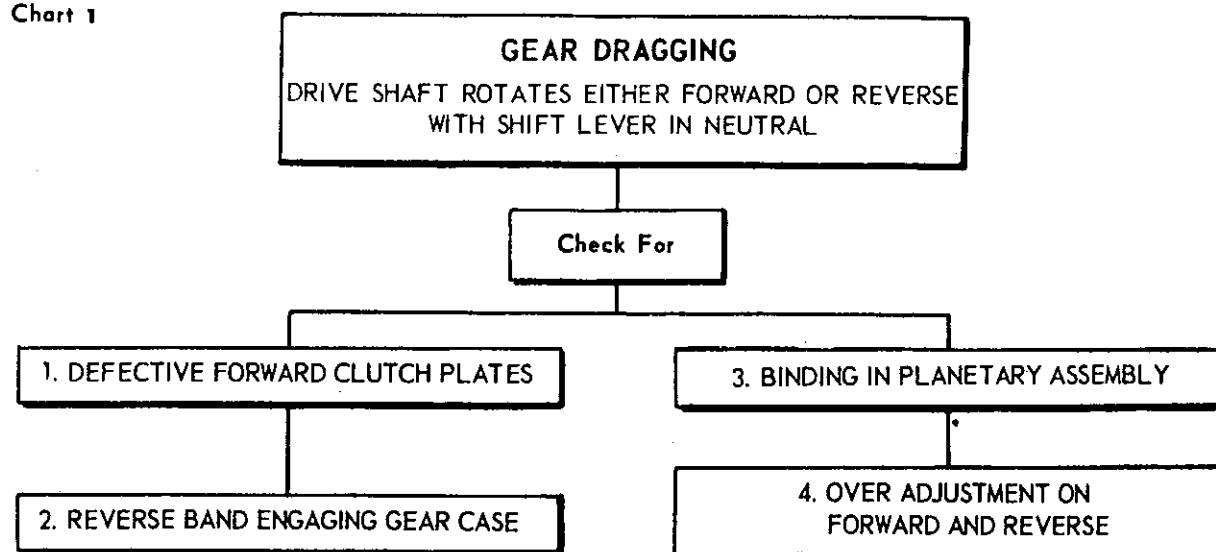 Chart 1
GEAR DRAGGING
DRIVE SHAFT ROTATES EITHER FORWARD OR REVERSE
WITH SHIFT LEVER IN NEUTRAL
Check For
1. DEFECTIVE FORWARD CLUTCH PLATES
2. REVERSE BAND ENGAGING GEAR CASE
3. BINDING IN PLANETARY ASSEMBLY
4. OVER ADJUSTMENT ON
FORWARD AND REVERSE